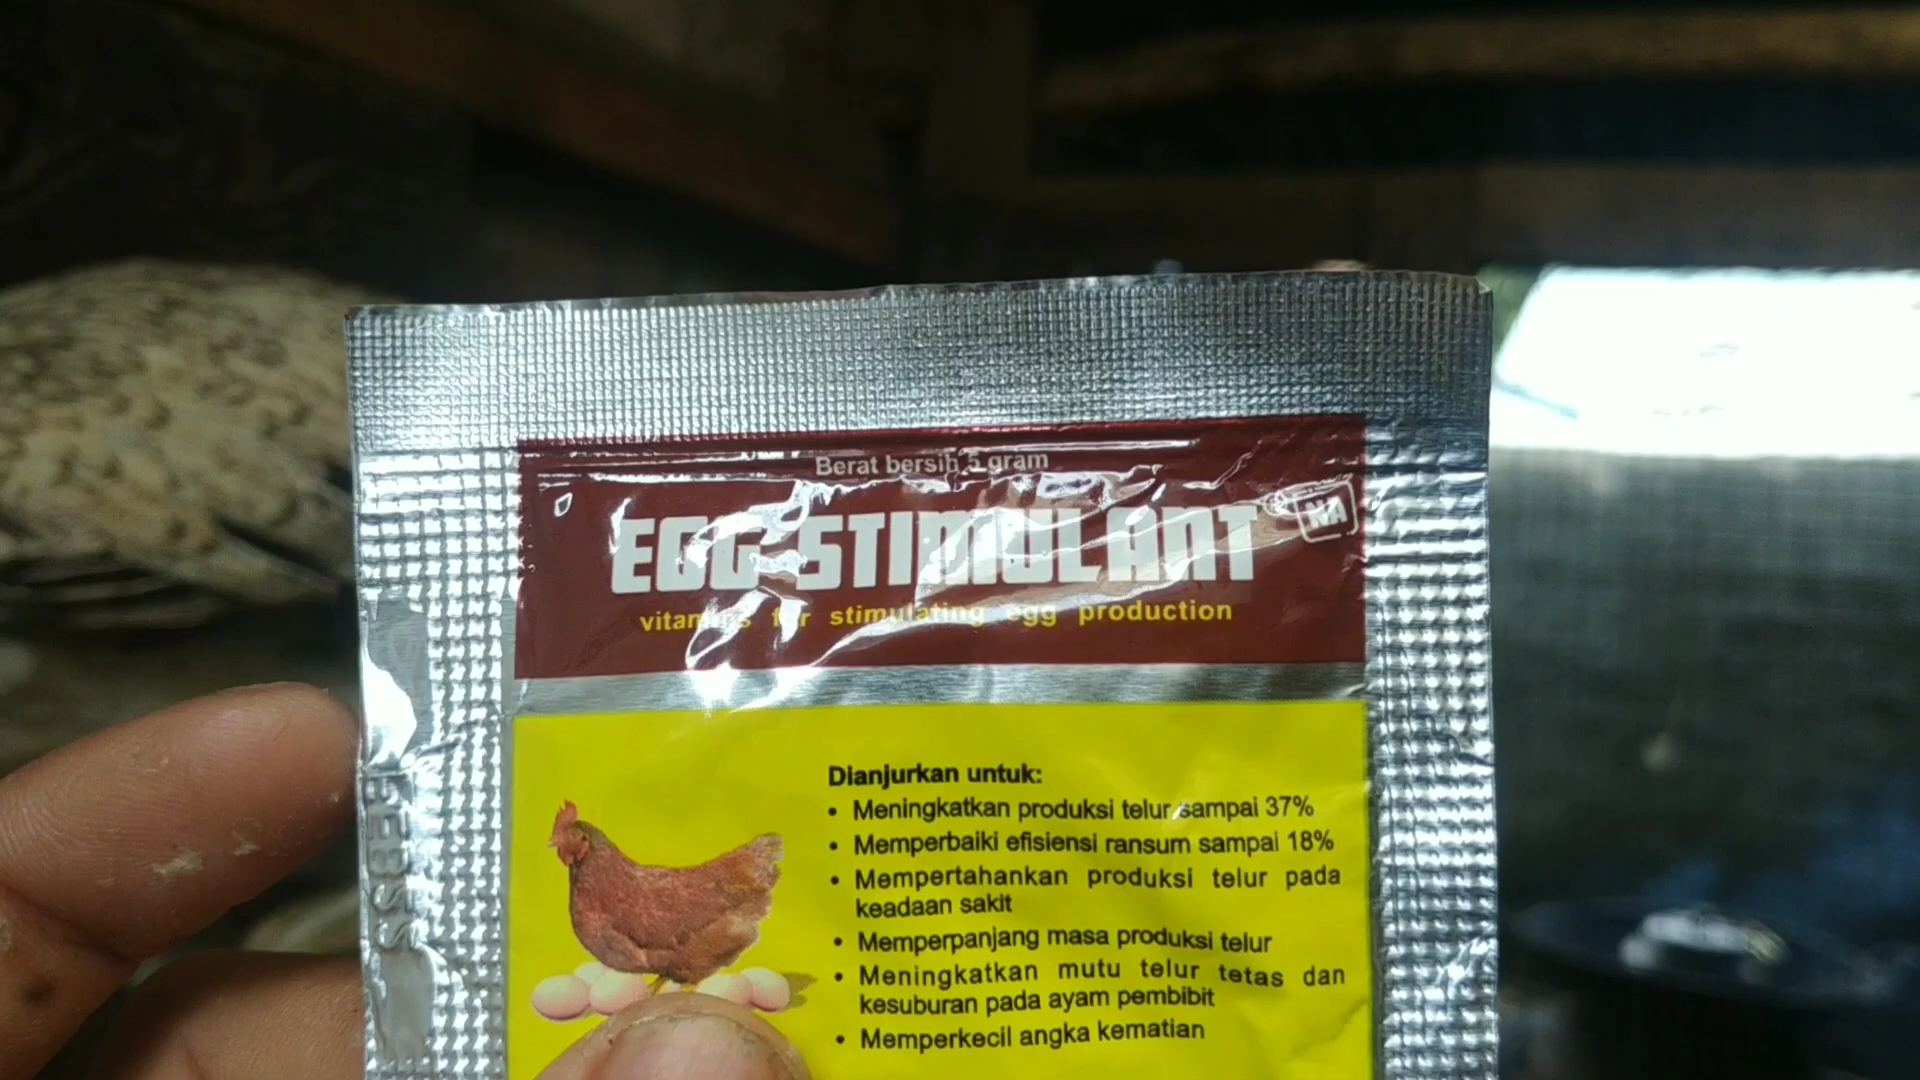 Berat bersih 5 gram
EGG STIMULANT
NA
vitamins for stimulating egg production
Dianjurkan untuk:
• Meningkatkan produksi telur sampai 37%
• Memperbaiki efisiensi ransum sampai 18%
• Mempertahankan produksi telur pada
keadaan sakit
• Memperpanjang masa produksi telur
• Meningkatkan mutu telur tetas dan
kesuburan pada ayam pembibit
• Memperkecil angka kematian